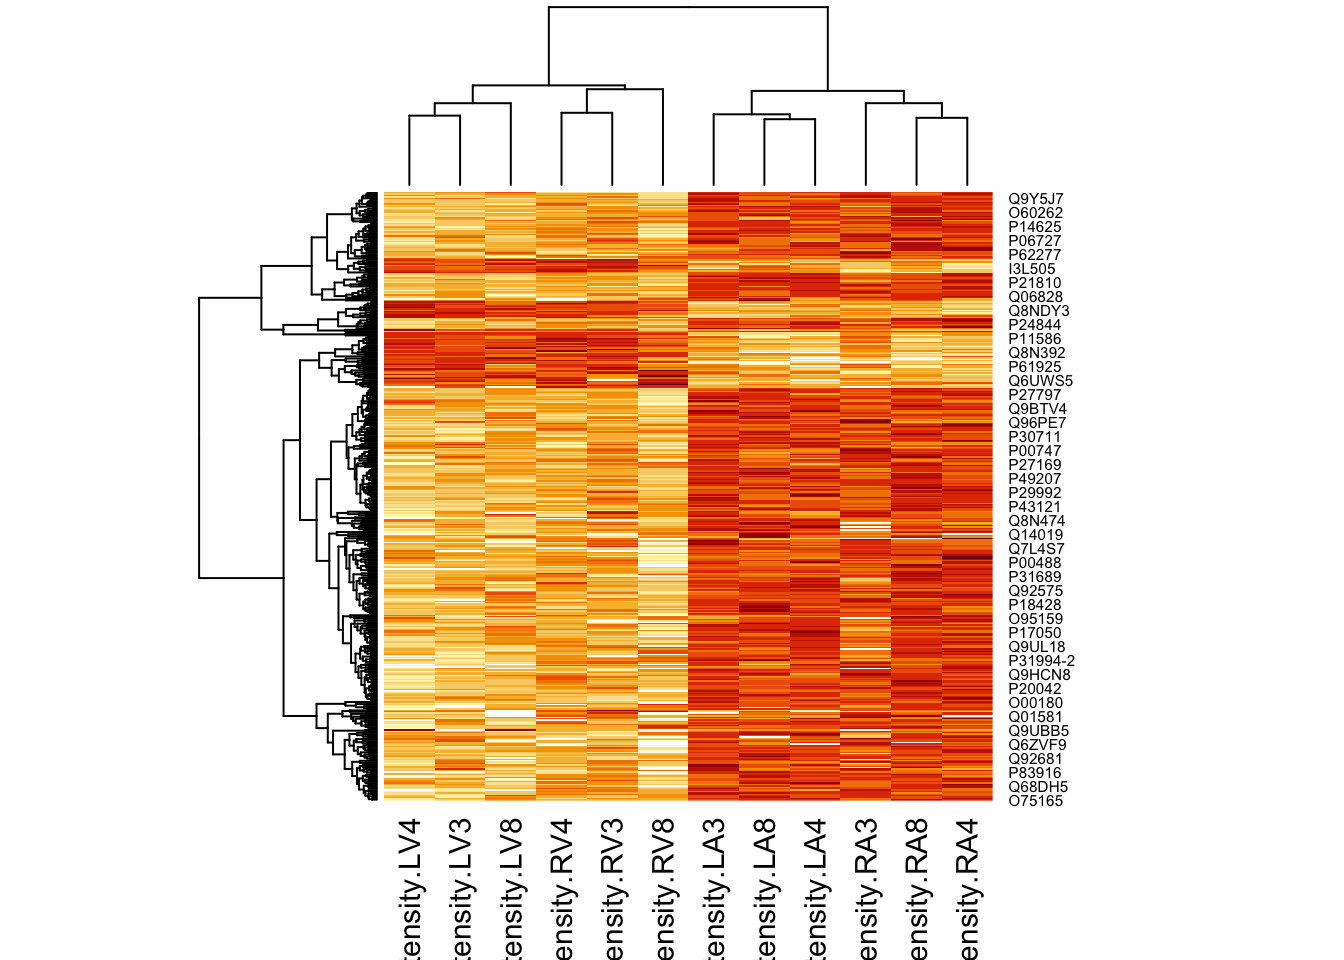 Q9Y5J7
O60262
P14625
P06727
P62277
I3L505
P21810
Q06828
Q8NDY3
P24844
P11586
Q8N392
P61925
Q6UWS5
P27797
Q9BTV4
Q96PE7
P30711
P00747
P27169
P49207
P29992
P43121
Q8N474
Q14019
Q7L4S7
P00488
P31689
Q92575
P18428
O95159
P17050
Q9UL18
P31994-2
Q9HCN8
P20042
O00180
Q01581
Q9UBB5
Q6ZVF9
Q92681
P83916
Q68DH5
O75165
tensity.LV4
tensity.LV3
tensity.LV8
ensity.RV4
ensity.RV3
ensity.RV8
tensity.LA3
tensity.LA8
tensity.LA4
ensity.RA3
ensity.RA8
ensity.RA4